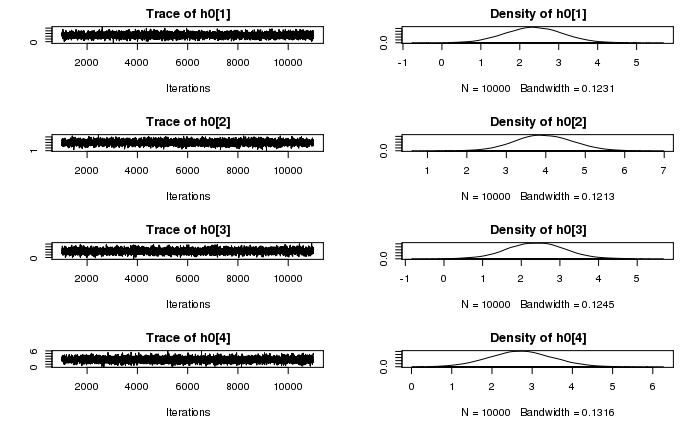 Trace of h0[1]
Density of h0[1]
0
2000 4000 6000 8000 10000
Iterations
0.0
-1 0 1 2 3 4 5
N = 10000 Bandwidth = 0.1231
Trace of h0[2]
Density of h0[2]
1
2000 4000 6000 8000 10000
Iterations
0.0
1 2 3 4 5 6 7
N = 10000 Bandwidth = 0.1213
Trace of h0[3]
Density of h0[3]
0
2000 4000 6000 8000 10000
Iterations
0.0
-1 0 1 2 3 4 5
N = 10000 Bandwidth = 0.1245
Trace of h0[4]
Density of h0[4]
0 6
2000 4000 6000 8000 10000
Iterations
0.0
0 1 2 3 4 5 6
N = 10000 Bandwidth = 0.1316